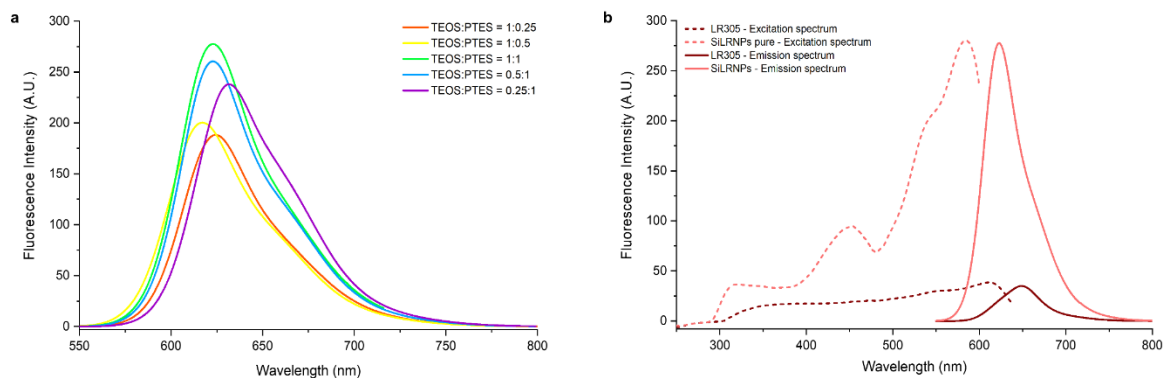 a
TEOS:PTES = 1:0.25
TEOS:PTES = 1:0.5
TEOS:PTES = 1:1
TEOS:PTES = 0.5:1
TEOS:PTES = 0.25:1
Fluorescence Intensity (A.U.)
300
250
200
150
100
50
0
550 600 650 700 750 800
Wavelength (nm)
b
LR305 - Excitation spectrum
SiLRNPs pure - Excitation spectrum
LR305 - Emission spectrum
SiLRNPs - Emission spectrum
Fluorescence Intensity (A.U.)
300
250
200
150
100
50
0
300 400 500 600 700 800
Wavelength (nm)